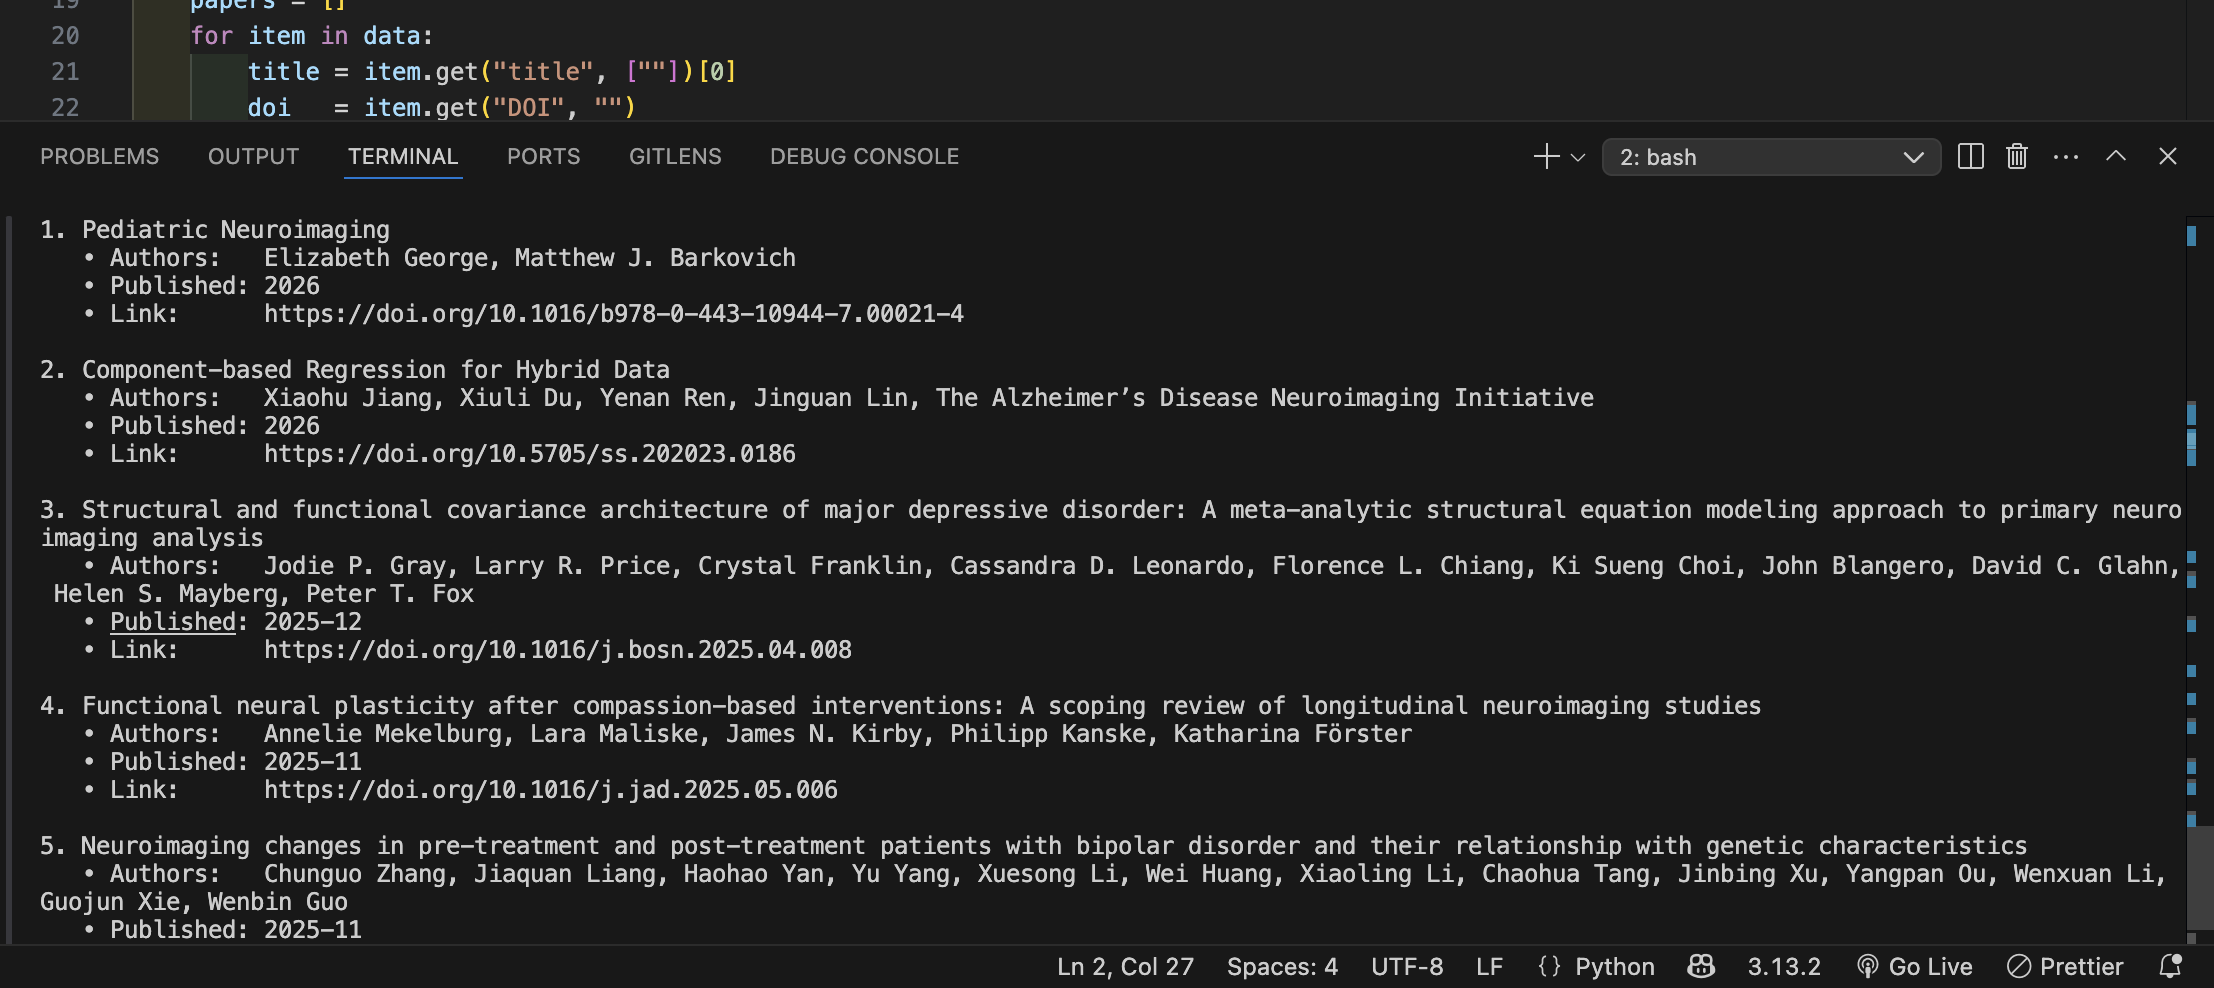 19 papers = []
20 for item in data:
21 title = item.get("title", [""])[0]
22 doi   = item.get("DOI", "")
PROBLEMS OUTPUT TERMINAL PORTS GITLENS DEBUG CONSOLE 2: bash
1. Pediatric Neuroimaging
• Authors:   Elizabeth George, Matthew J. Barkovich
• Published: 2026
• Link:      https://doi.org/10.1016/b978-0-443-10944-7.00021-4
2. Component-based Regression for Hybrid Data
• Authors:   Xiaohu Jiang, Xiuli Du, Yenan Ren, Jinguan Lin, The Alzheimer’s Disease Neuroimaging Initiative
• Published: 2026
• Link:      https://doi.org/10.5705/ss.202023.0186
3. Structural and functional covariance architecture of major depressive disorder: A meta-analytic structural equation modeling approach to primary neuro
imaging analysis
• Authors:   Jodie P. Gray, Larry R. Price, Crystal Franklin, Cassandra D. Leonardo, Florence L. Chiang, Ki Sueng Choi, John Blangero, David C. Glahn,
Helen S. Mayberg, Peter T. Fox
• Published: 2025-12
• Link:      https://doi.org/10.1016/j.bosn.2025.04.008
4. Functional neural plasticity after compassion-based interventions: A scoping review of longitudinal neuroimaging studies
• Authors:   Annelie Mekelburg, Lara Maliske, James N. Kirby, Philipp Kanske, Katharina Förster
• Published: 2025-11
• Link:      https://doi.org/10.1016/j.jad.2025.05.006
5. Neuroimaging changes in pre-treatment and post-treatment patients with bipolar disorder and their relationship with genetic characteristics
• Authors:   Chunguo Zhang, Jiaquan Liang, Haohao Yan, Yu Yang, Xuesong Li, Wei Huang, Xiaoling Li, Chaohua Tang, Jinbing Xu, Yangpan Ou, Wenxuan Li,
Guojun Xie, Wenbin Guo
• Published: 2025-11
Ln 2, Col 27 Spaces: 4 UTF-8 LF {} Python 3.13.2 Go Live Prettier